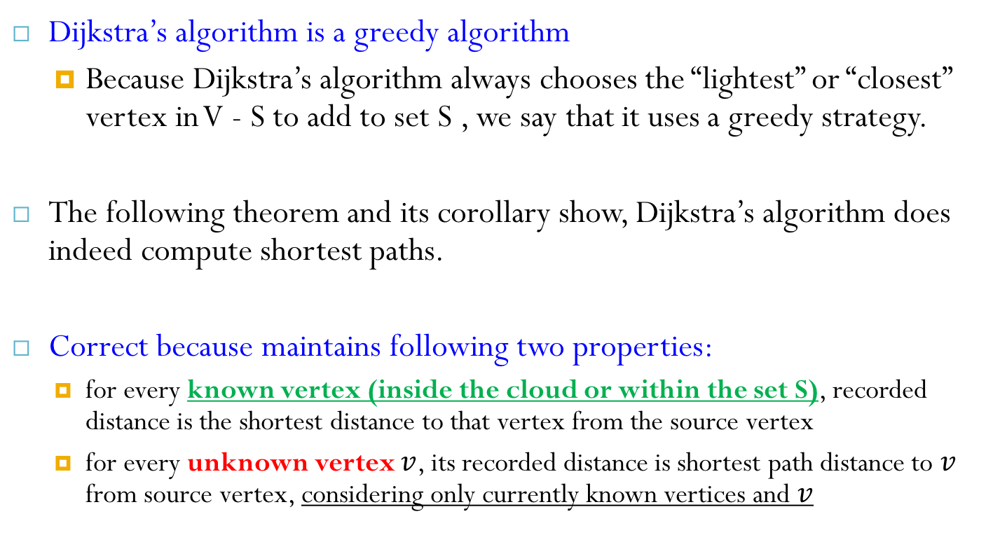 Dijkstra’s algorithm is a greedy algorithm
Because Dijkstra’s algorithm always chooses the “lightest” or “closest”
vertex in V - S to add to set S , we say that it uses a greedy strategy.
The following theorem and its corollary show, Dijkstra’s algorithm does
indeed compute shortest paths.
Correct because maintains following two properties:
for every known vertex (inside the cloud or within the set S), recorded
distance is the shortest distance to that vertex from the source vertex
for every unknown vertex 𝑣, its recorded distance is shortest path distance to 𝑣
from source vertex, considering only currently known vertices and 𝑣